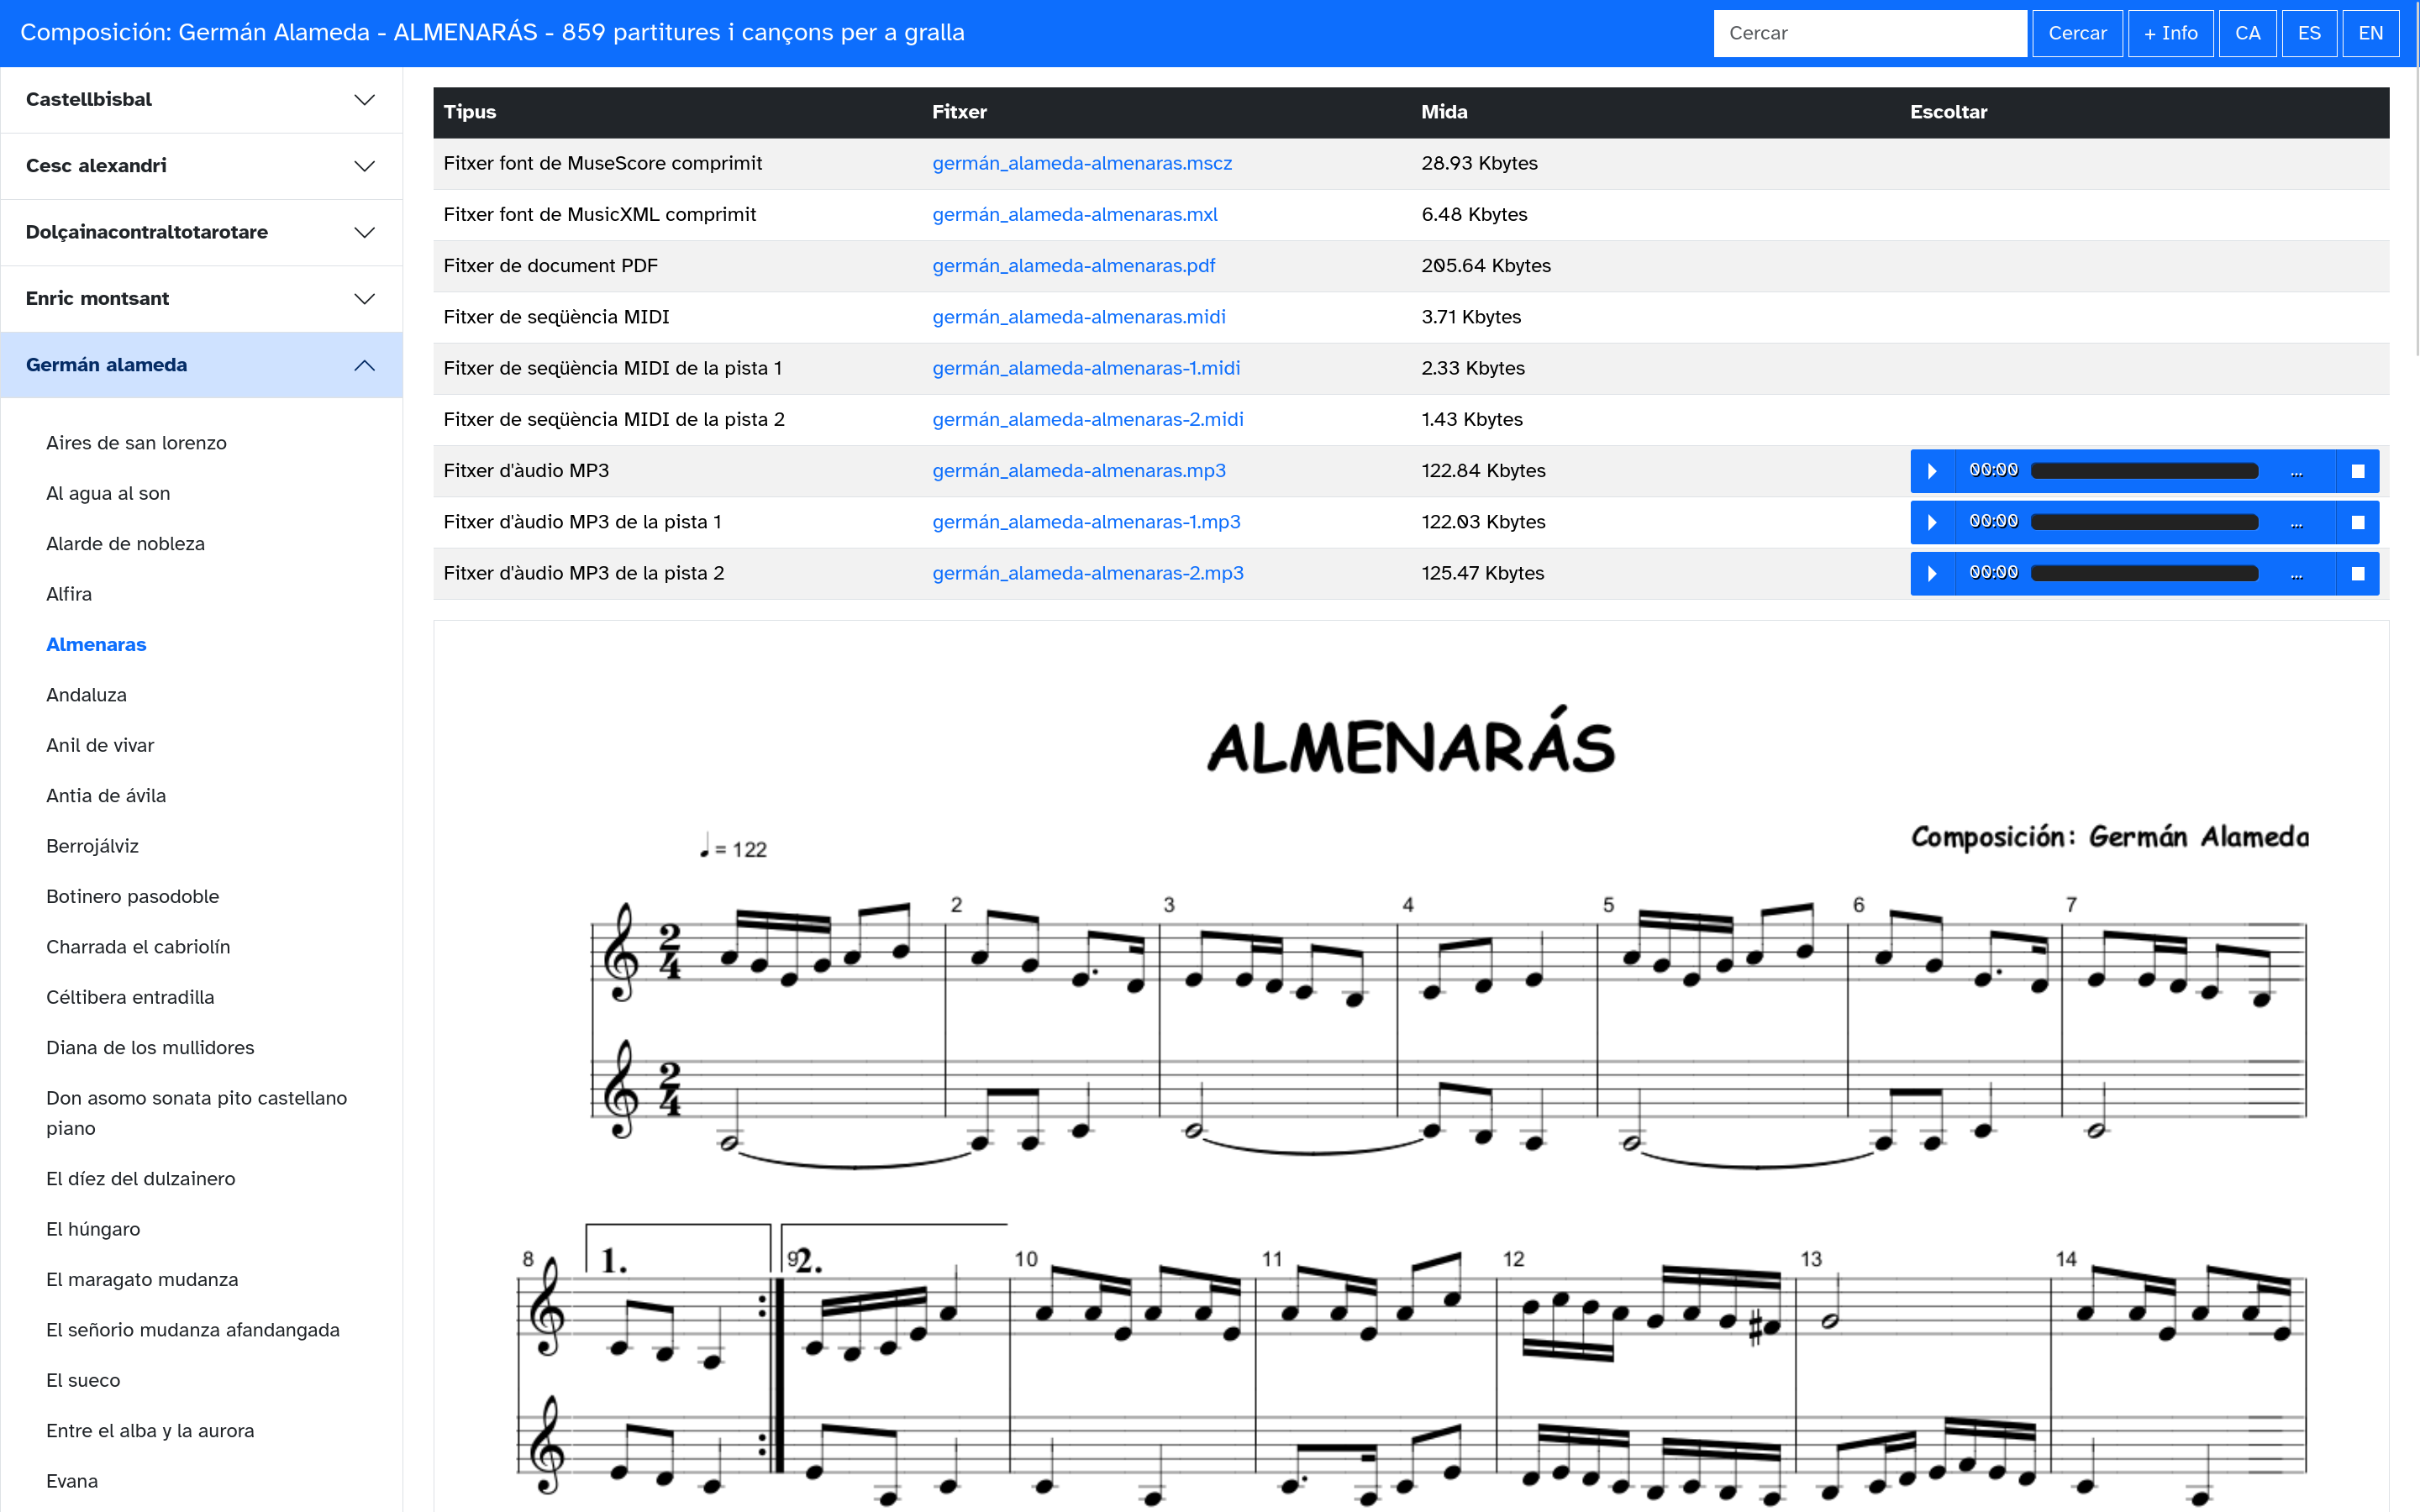 Composición: Germán Alameda - ALMENARÁS - 859 partitures i cançons per a gralla
Cercar
Cercar
+ Info
CA
ES
EN
Castellbisbal
Cesc alexandri
Dolçainacontraltotarotare
Enric montsant
Germán alameda
Aires de san lorenzo
Al agua al son
Alarde de nobleza
Alfira
Almenaras
Andaluza
Anil de vivar
Antia de ávila
Berrojálviz
Botinero pasodoble
Charrada el cabriolín
Céltibera entradilla
Diana de los mullidores
Don asomo sonata pito castellano
piano
El díez del dulzainero
El húngaro
El maragato mudanza
El señorio mudanza afandangada
El sueco
Entre el alba y la aurora
Evana
Tipus Fitxer Mida Escoltar
Fitxer font de MuseScore comprimit germán_alameda-almenaras.mscz 28.93 Kbytes
Fitxer font de MusicXML comprimit germán_alameda-almenaras.mxl 6.48 Kbytes
Fitxer de document PDF germán_alameda-almenaras.pdf 205.64 Kbytes
Fitxer de seqüència MIDI germán_alameda-almenaras.midi 3.71 Kbytes
Fitxer de seqüència MIDI de la pista 1 germán_alameda-almenaras-1.midi 2.33 Kbytes
Fitxer de seqüència MIDI de la pista 2 germán_alameda-almenaras-2.midi 1.43 Kbytes
Fitxer d'àudio MP3 germán_alameda-almenaras.mp3 122.84 Kbytes 00:00 ...
Fitxer d'àudio MP3 de la pista 1 germán_alameda-almenaras-1.mp3 122.03 Kbytes 00:00 ...
Fitxer d'àudio MP3 de la pista 2 germán_alameda-almenaras-2.mp3 125.47 Kbytes 00:00 ...
ALMENARÁS
= 122
Composición: Germán Alameda
2 3 4 5 6 7
2
4
2
4
8 1. 9 2. 10 11 12 13 14